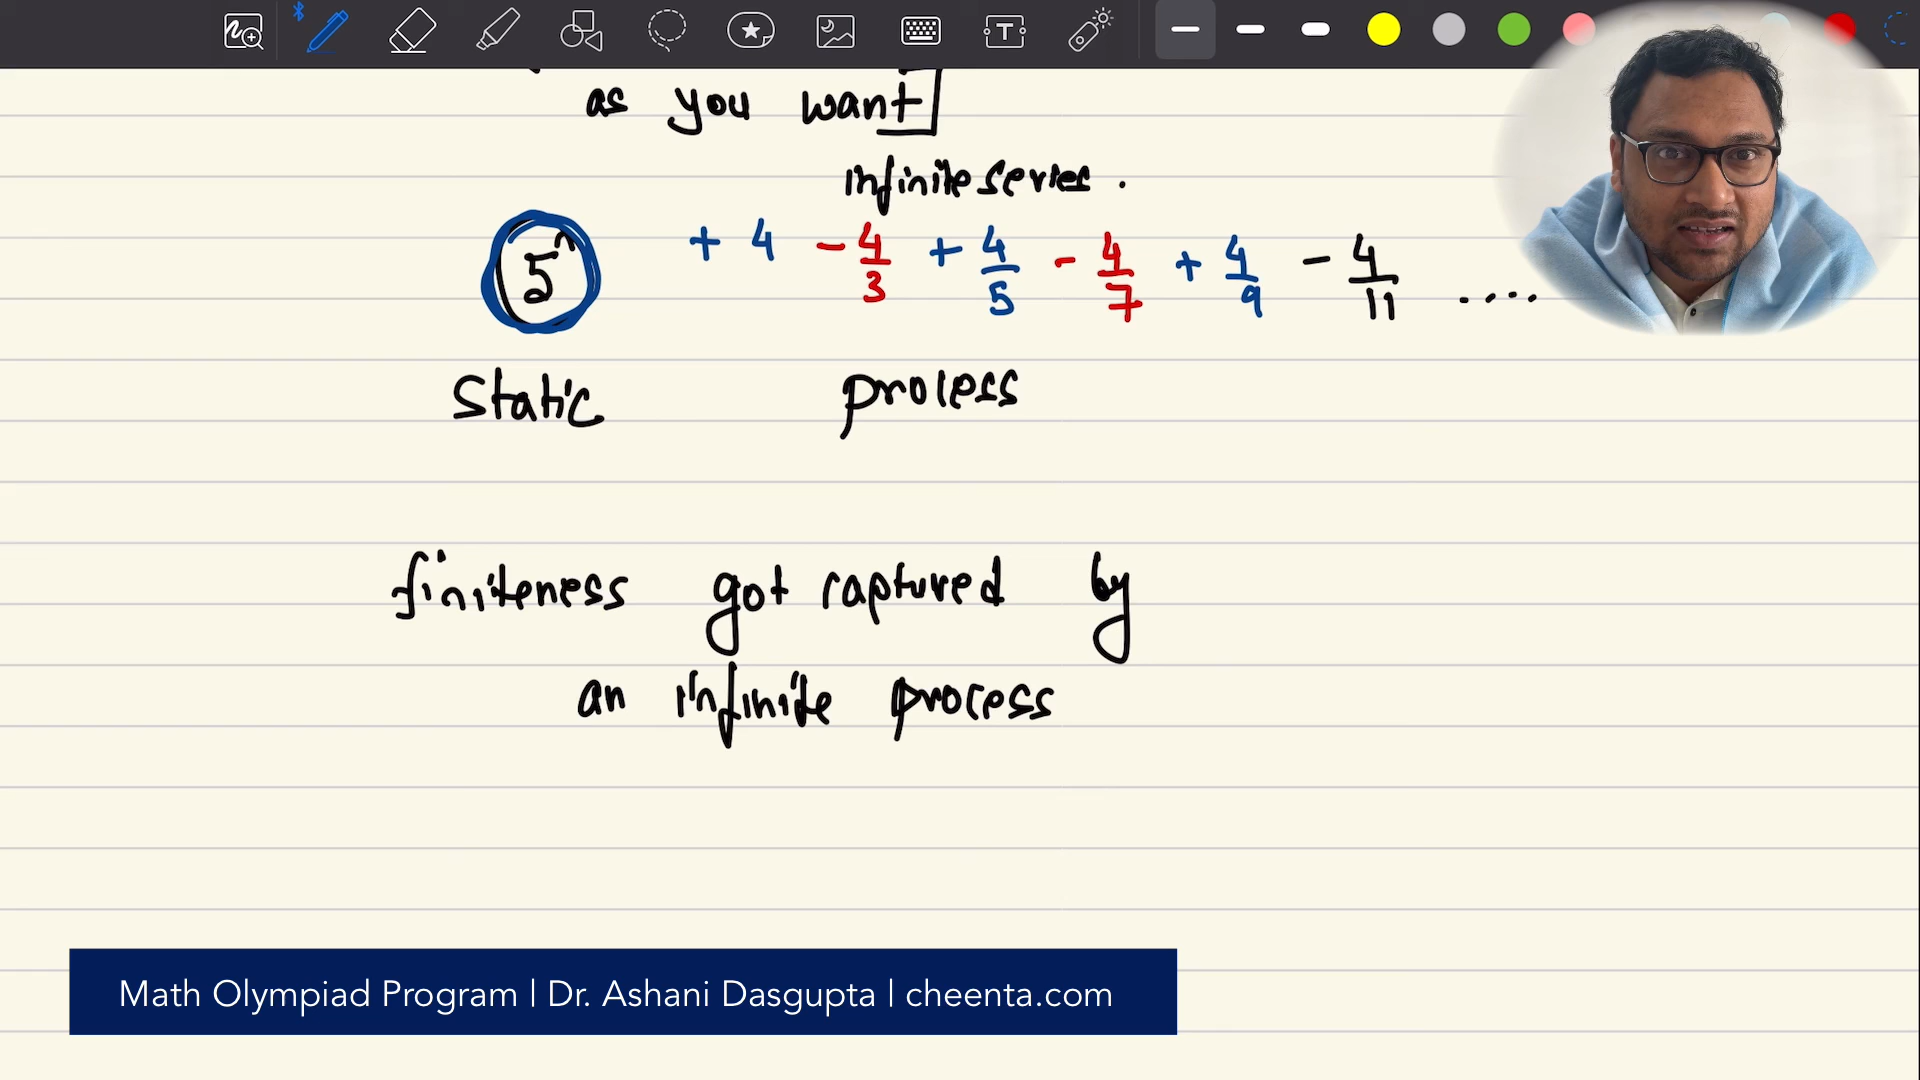 as you want
infinite series .
5^n + 4 - 4/3 + 4/5 - 4/7 + 4/9 - 4/11 ....
Static process
finiteness got captured by
an infinite process
Math Olympiad Program | Dr. Ashani Dasgupta | cheenta.com